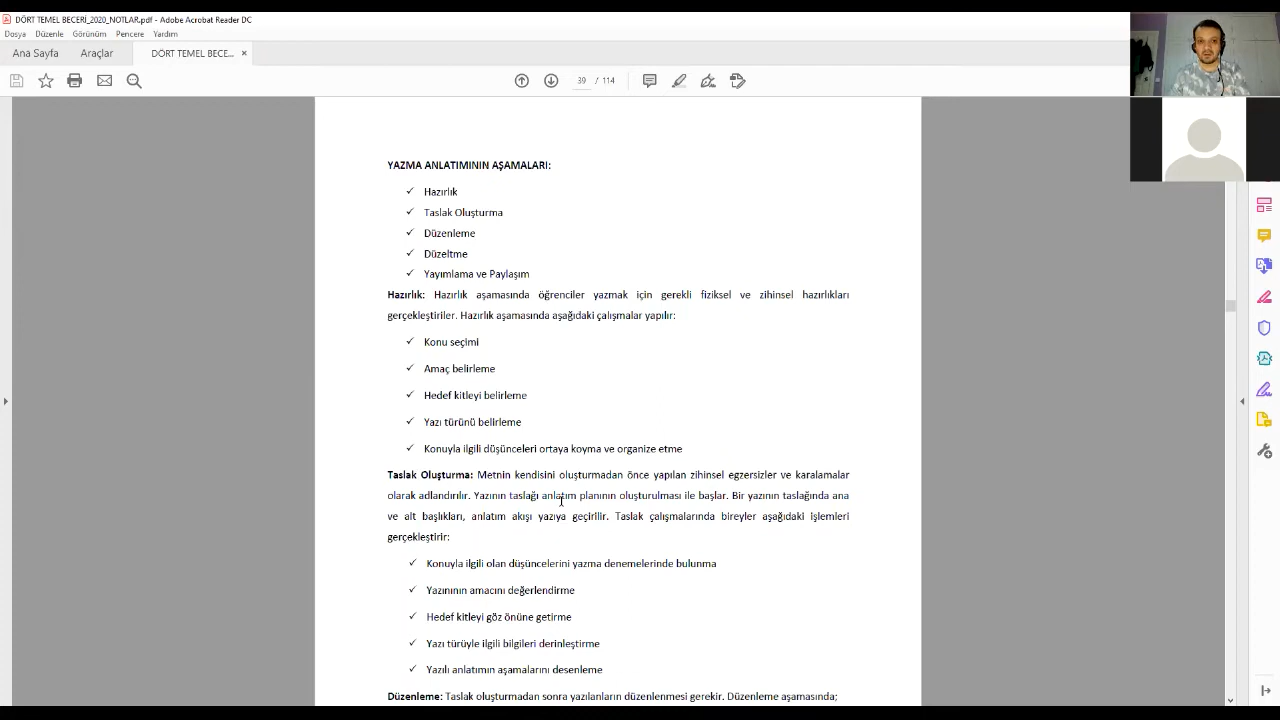 DÖRT TEMEL BECERİ_2020_NOTLAR.pdf - Adobe Acrobat Reader DC
Dosya Düzenle Görünüm Pencere Yardım
Ana Sayfa Araçlar DÖRT TEMEL BECE... ×
39 / 114
YAZMA ANLATIMININ AŞAMALARI:
✓ Hazırlık
✓ Taslak Oluşturma
✓ Düzenleme
✓ Düzeltme
✓ Yayımlama ve Paylaşım
Hazırlık: Hazırlık aşamasında öğrenciler yazmak için gerekli fiziksel ve zihinsel hazırlıkları
gerçekleştiriler. Hazırlık aşamasında aşağıdaki çalışmalar yapılır:
✓ Konu seçimi
✓ Amaç belirleme
✓ Hedef kitleyi belirleme
✓ Yazı türünü belirleme
✓ Konuyla ilgili düşünceleri ortaya koyma ve organize etme
Taslak Oluşturma: Metnin kendisini oluşturmadan önce yapılan zihinsel egzersizler ve karalamalar
olarak adlandırılır. Yazının taslağı anlatım planının oluşturulması ile başlar. Bir yazının taslağında ana
ve alt başlıkları, anlatım akışı yazıya geçirilir. Taslak çalışmalarında bireyler aşağıdaki işlemleri
gerçekleştirir:
✓ Konuyla ilgili olan düşüncelerini yazma denemelerinde bulunma
✓ Yazınının amacını değerlendirme
✓ Hedef kitleyi göz önüne getirme
✓ Yazı türüyle ilgili bilgileri derinleştirme
✓ Yazılı anlatımın aşamalarını desenleme
Düzenleme: Taslak oluşturmadan sonra yazılanların düzenlenmesi gerekir. Düzenleme aşamasında;